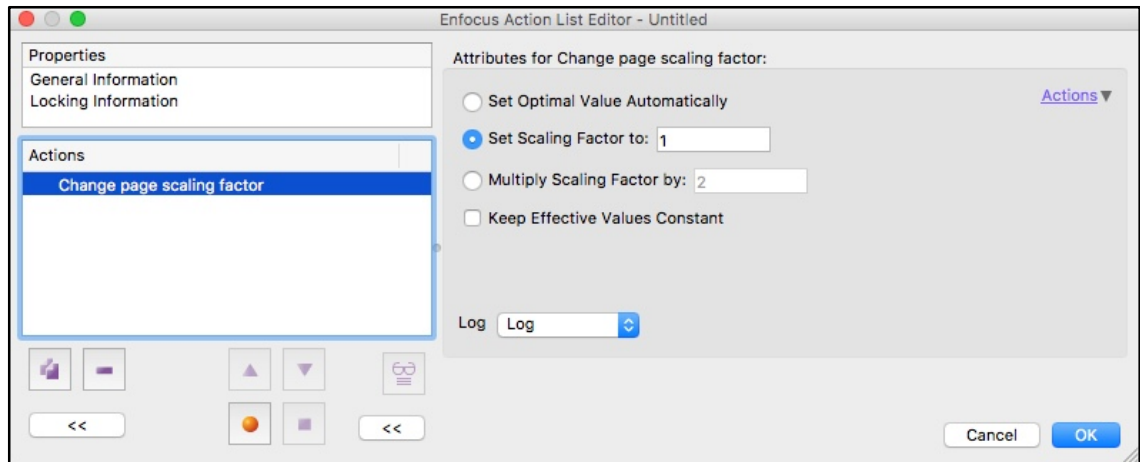 Enfocus Action List Editor - Untitled
Properties
General Information
Locking Information
Actions
Change page scaling factor
<<
<<
Attributes for Change page scaling factor:
Set Optimal Value Automatically
Actions▼
Set Scaling Factor to: 1
Multiply Scaling Factor by: 2
Keep Effective Values Constant
Log Log
Cancel OK